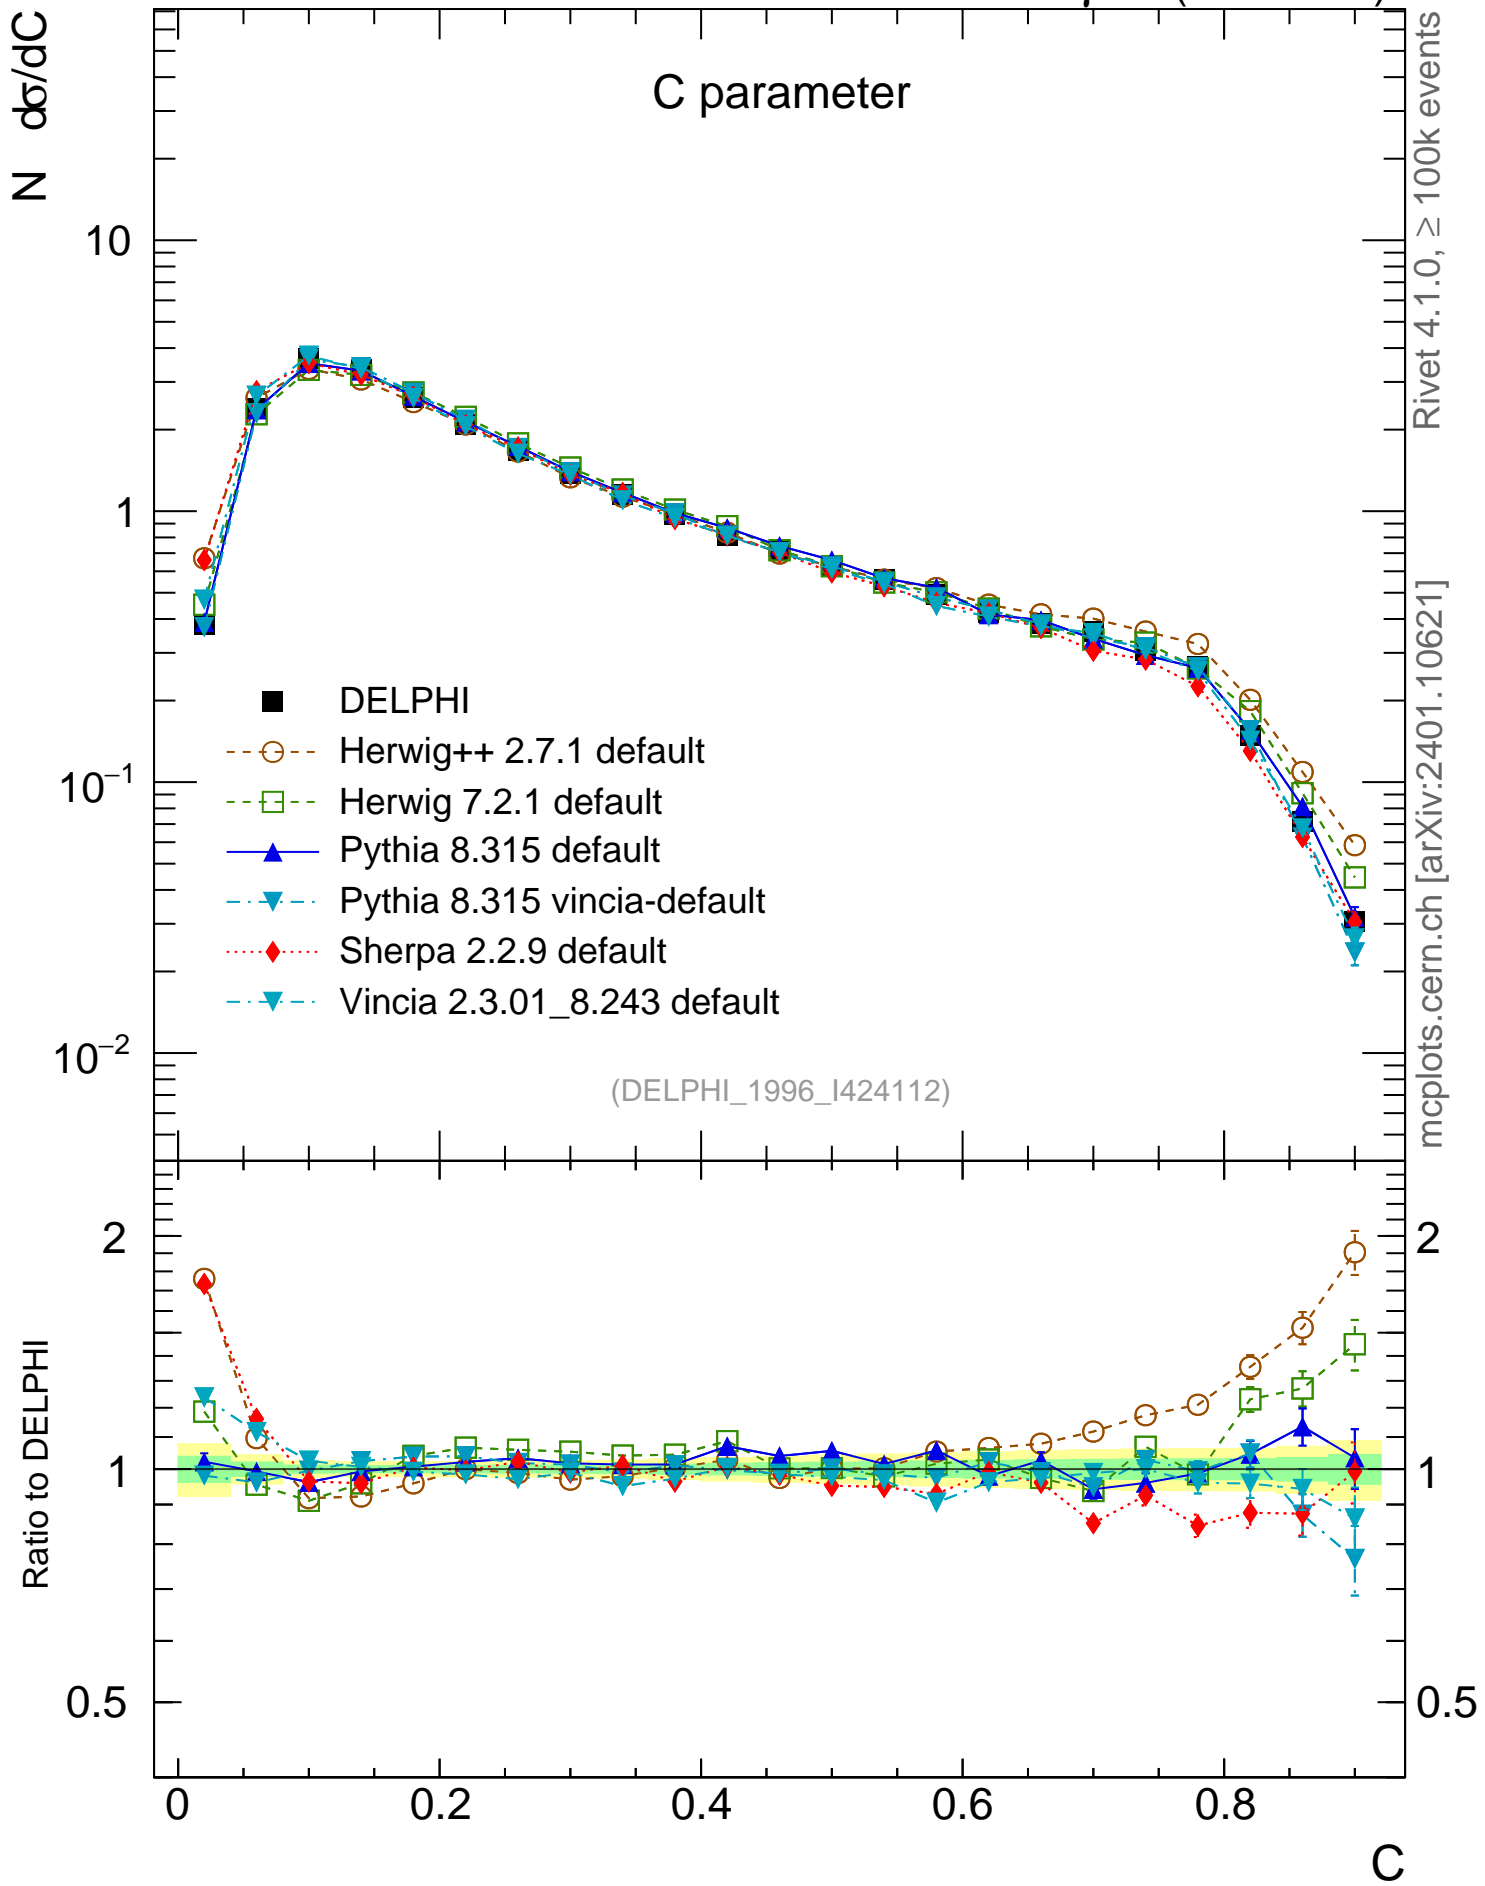 N dσ/dC
C parameter
10
1
10⁻¹
10⁻²
DELPHI
Herwig++ 2.7.1 default
Herwig 7.2.1 default
Pythia 8.315 default
Pythia 8.315 vincia-default
Sherpa 2.2.9 default
Vincia 2.3.01_8.243 default
(DELPHI_1996_I424112)
Rivet 4.1.0, ≥ 100k events
mcplots.cern.ch [arXiv:2401.10621]
Ratio to DELPHI
2
1
0.5
2
1
0.5
0 0.2 0.4 0.6 0.8
C